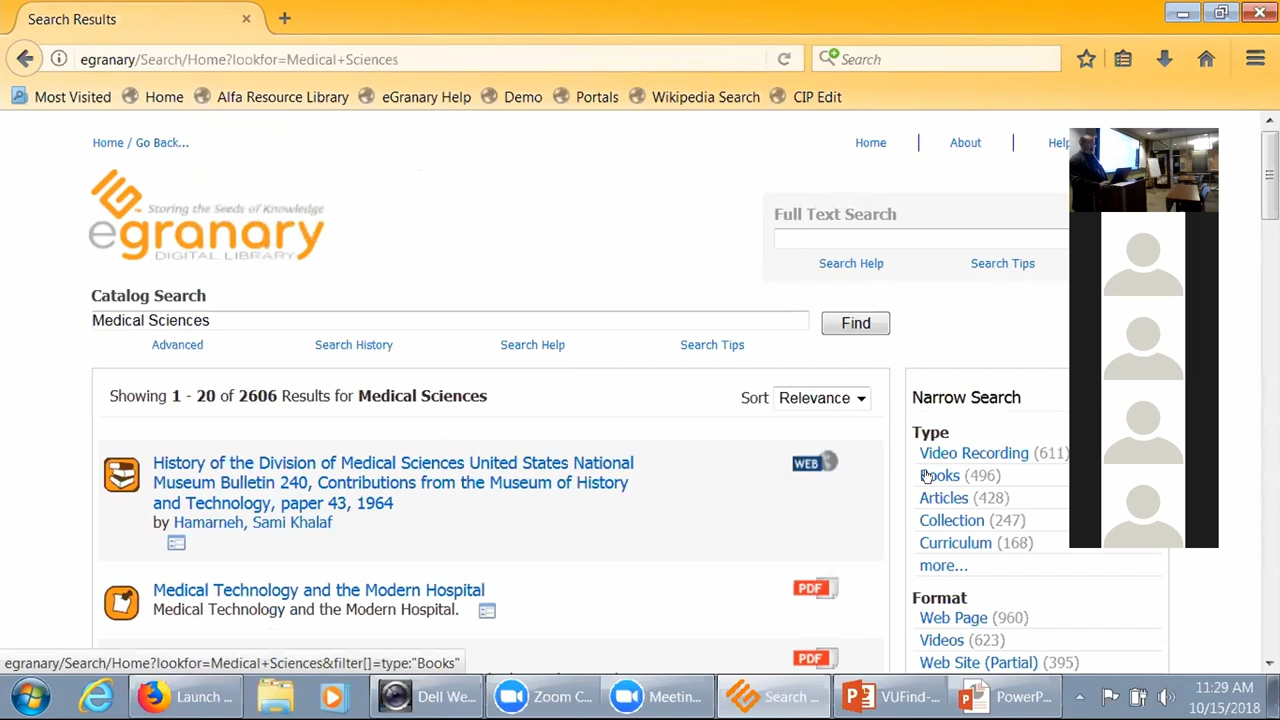 Search Results
egranary/Search/Home?lookfor=Medical+Sciences
Search
Most Visited Home Alfa Resource Library eGranary Help Demo Portals Wikipedia Search CIP Edit
Home / Go Back...
Home About Help
Storing the Seeds of Knowledge
egranary
DIGITAL LIBRARY
Full Text Search
Search Help Search Tips
Catalog Search
Medical Sciences
Find
Advanced Search History Search Help Search Tips
Showing 1 - 20 of 2606 Results for Medical Sciences
Sort Relevance
History of the Division of Medical Sciences United States National
Museum Bulletin 240, Contributions from the Museum of History
and Technology, paper 43, 1964
by Hamarneh, Sami Khalaf
WEB
Medical Technology and the Modern Hospital
Medical Technology and the Modern Hospital.
PDF
PDF
Narrow Search
Type
Video Recording (611)
Books (496)
Articles (428)
Collection (247)
Curriculum (168)
more...
Format
Web Page (960)
Videos (623)
Web Site (Partial) (395)
egranary/Search/Home?lookfor=Medical+Sciences&filter[]=type:"Books"
Launch ...
Dell We...
Zoom C...
Meetin...
Search ...
VUFind-...
PowerP...
11:29 AM
10/15/2018